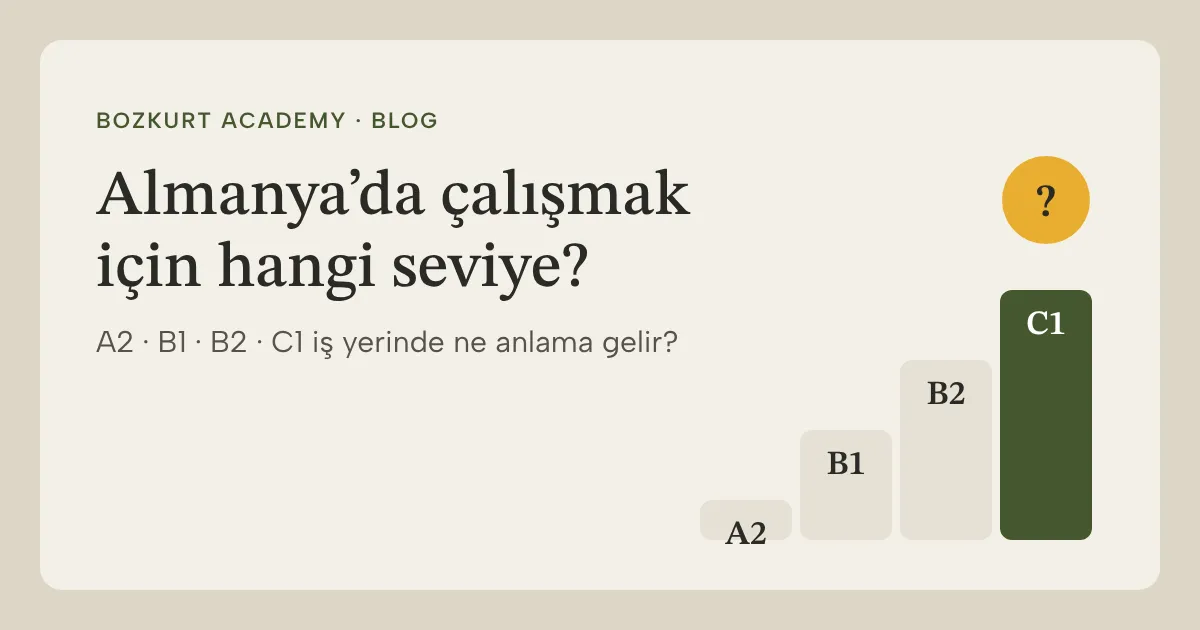 BOZKURT ACADEMY · BLOG
Almanya’da çalışmak
için hangi seviye?
A2 · B1 · B2 · C1 iş yerinde ne anlama gelir?
?
C1
B2
B1
A2